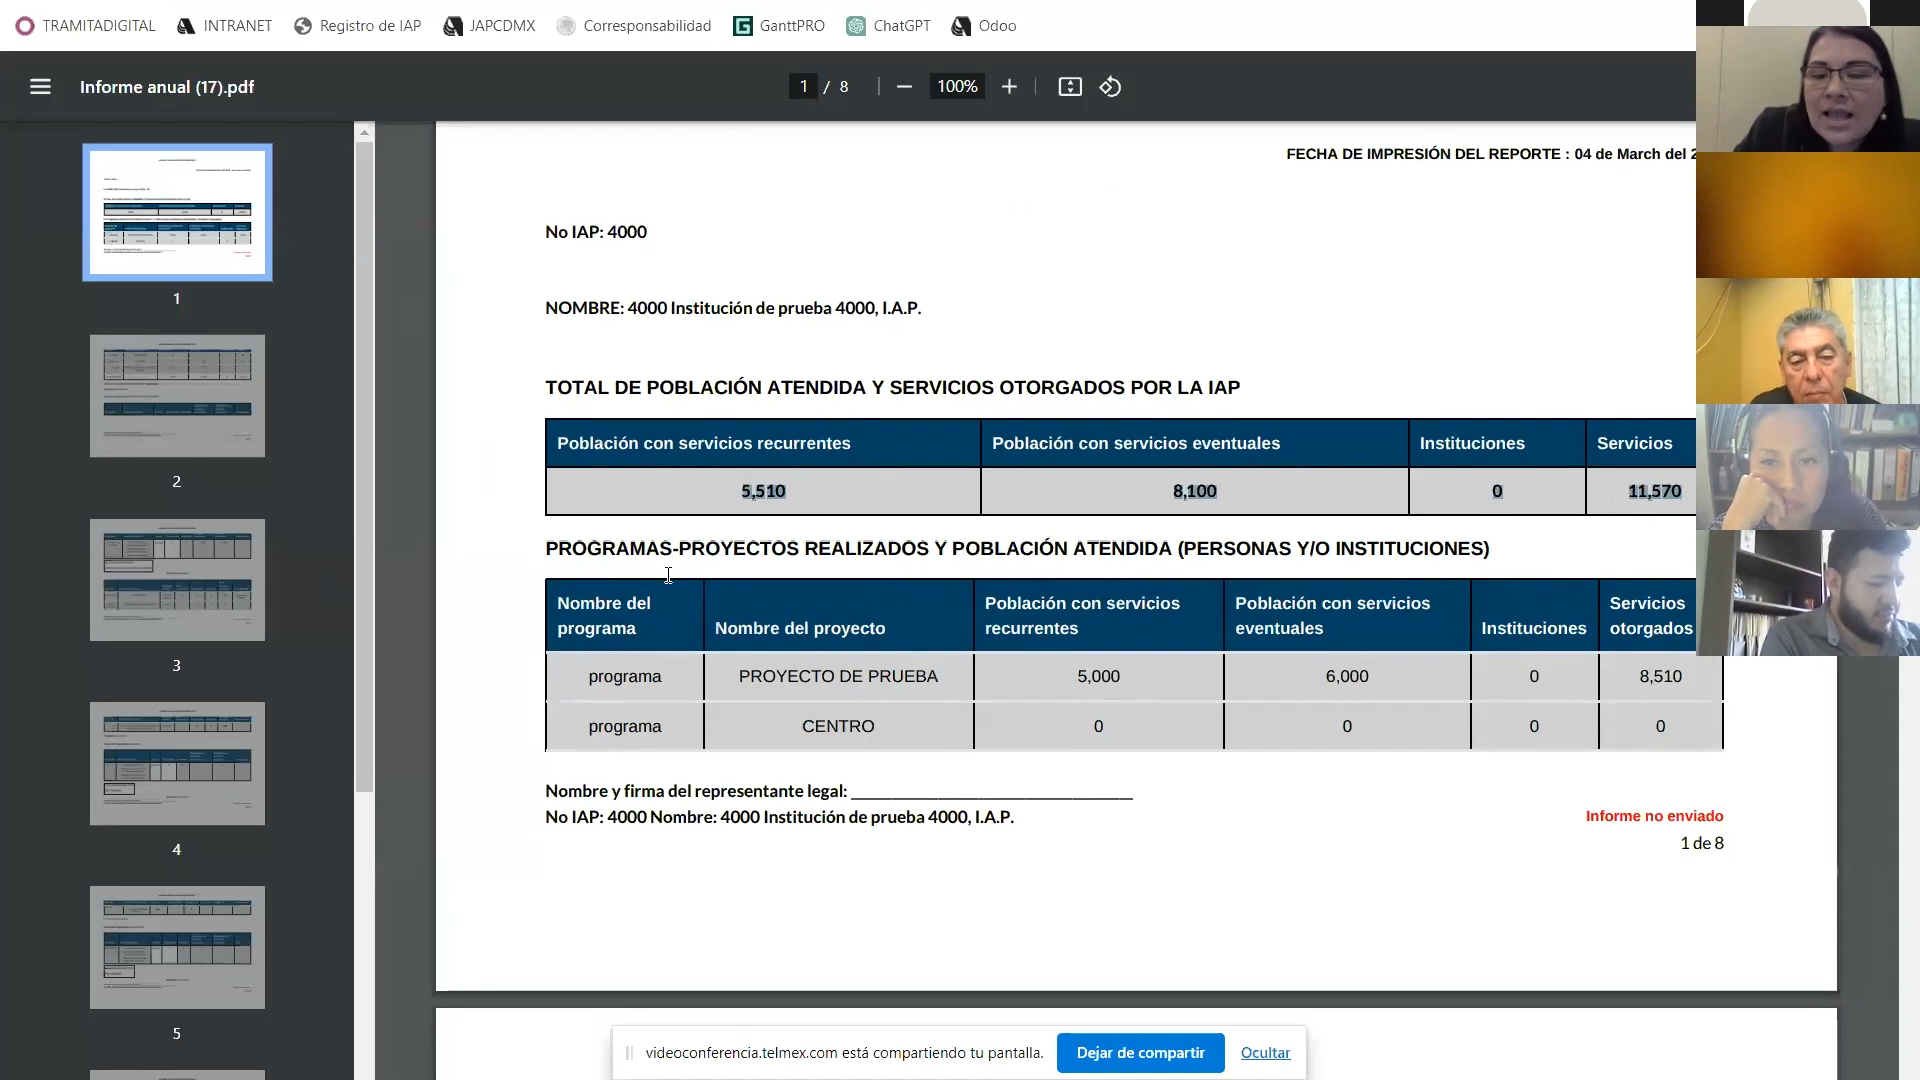 TRAMITADIGITAL INTRANET Registro de IAP JAPCDMX Corresponsabilidad GanttPRO ChatGPT Odoo
Informe anual (17).pdf 1 / 8 100%
FECHA DE IMPRESIÓN DEL REPORTE : 04 de March del 2
No IAP: 4000
NOMBRE: 4000 Institución de prueba 4000, I.A.P.
TOTAL DE POBLACIÓN ATENDIDA Y SERVICIOS OTORGADOS POR LA IAP
Población con servicios recurrentes Población con servicios eventuales Instituciones Servicios
5,510 8,100 0 11,570
PROGRAMAS-PROYECTOS REALIZADOS Y POBLACIÓN ATENDIDA (PERSONAS Y/O INSTITUCIONES)
Nombre del programa Nombre del proyecto Población con servicios recurrentes Población con servicios eventuales Instituciones Servicios otorgados
programa PROYECTO DE PRUEBA 5,000 6,000 0 8,510
programa CENTRO 0 0 0 0
Nombre y firma del representante legal: ______________________________
No IAP: 4000 Nombre: 4000 Institución de prueba 4000, I.A.P.
Informe no enviado
1 de 8
1
2
3
4
5
videoconferencia.telmex.com está compartiendo tu pantalla. Dejar de compartir Ocultar